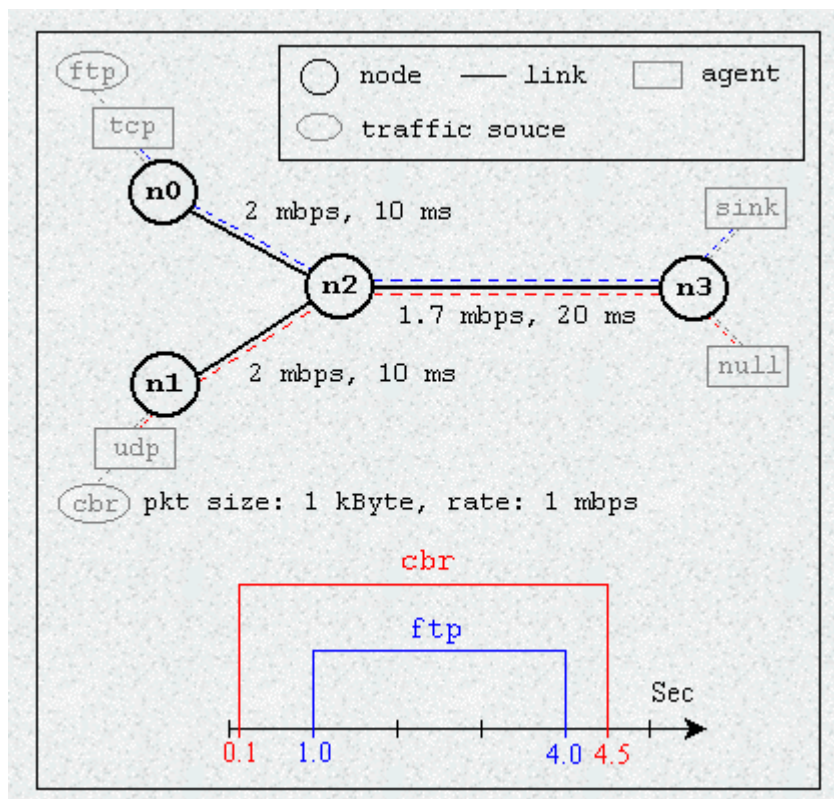 ftp
node link agent
tcp
traffic souce
n0
2 mbps, 10 ms
sink
n2
n3
1.7 mbps, 20 ms
n1
2 mbps, 10 ms
null
udp
cbr pkt size: 1 kByte, rate: 1 mbps
cbr
ftp
Sec
0.1 1.0 4.0 4.5